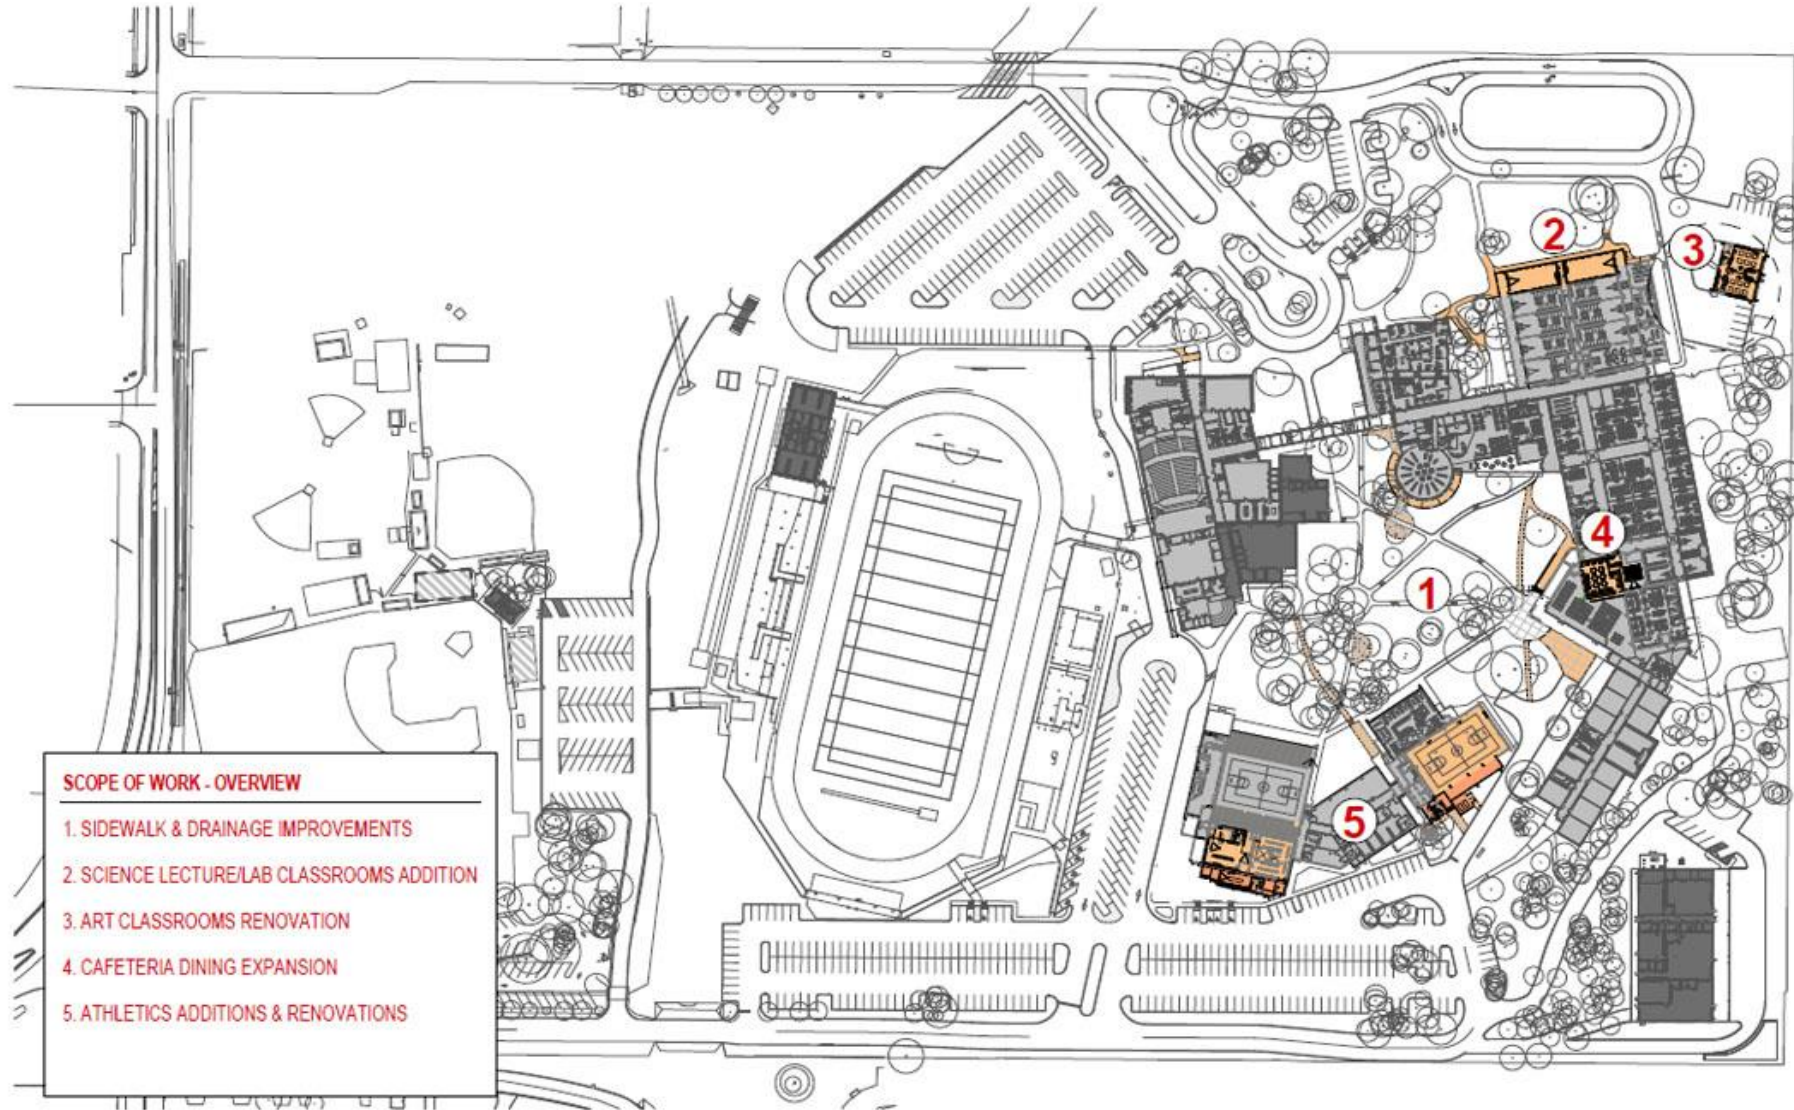 2
3
4
1
5
SCOPE OF WORK - OVERVIEW
1. SIDEWALK & DRAINAGE IMPROVEMENTS
2. SCIENCE LECTURE/LAB CLASSROOMS ADDITION
3. ART CLASSROOMS RENOVATION
4. CAFETERIA DINING EXPANSION
5. ATHLETICS ADDITIONS & RENOVATIONS